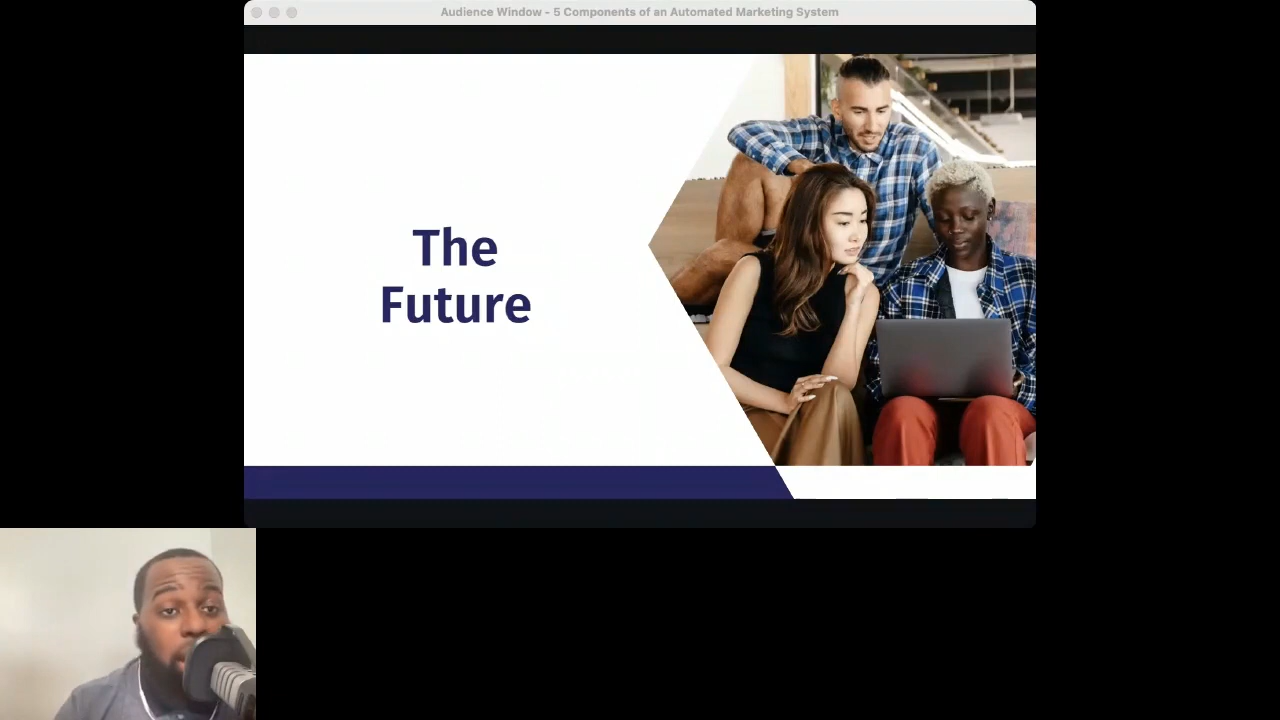 Audience Window - 5 Components of an Automated Marketing System
The
Future